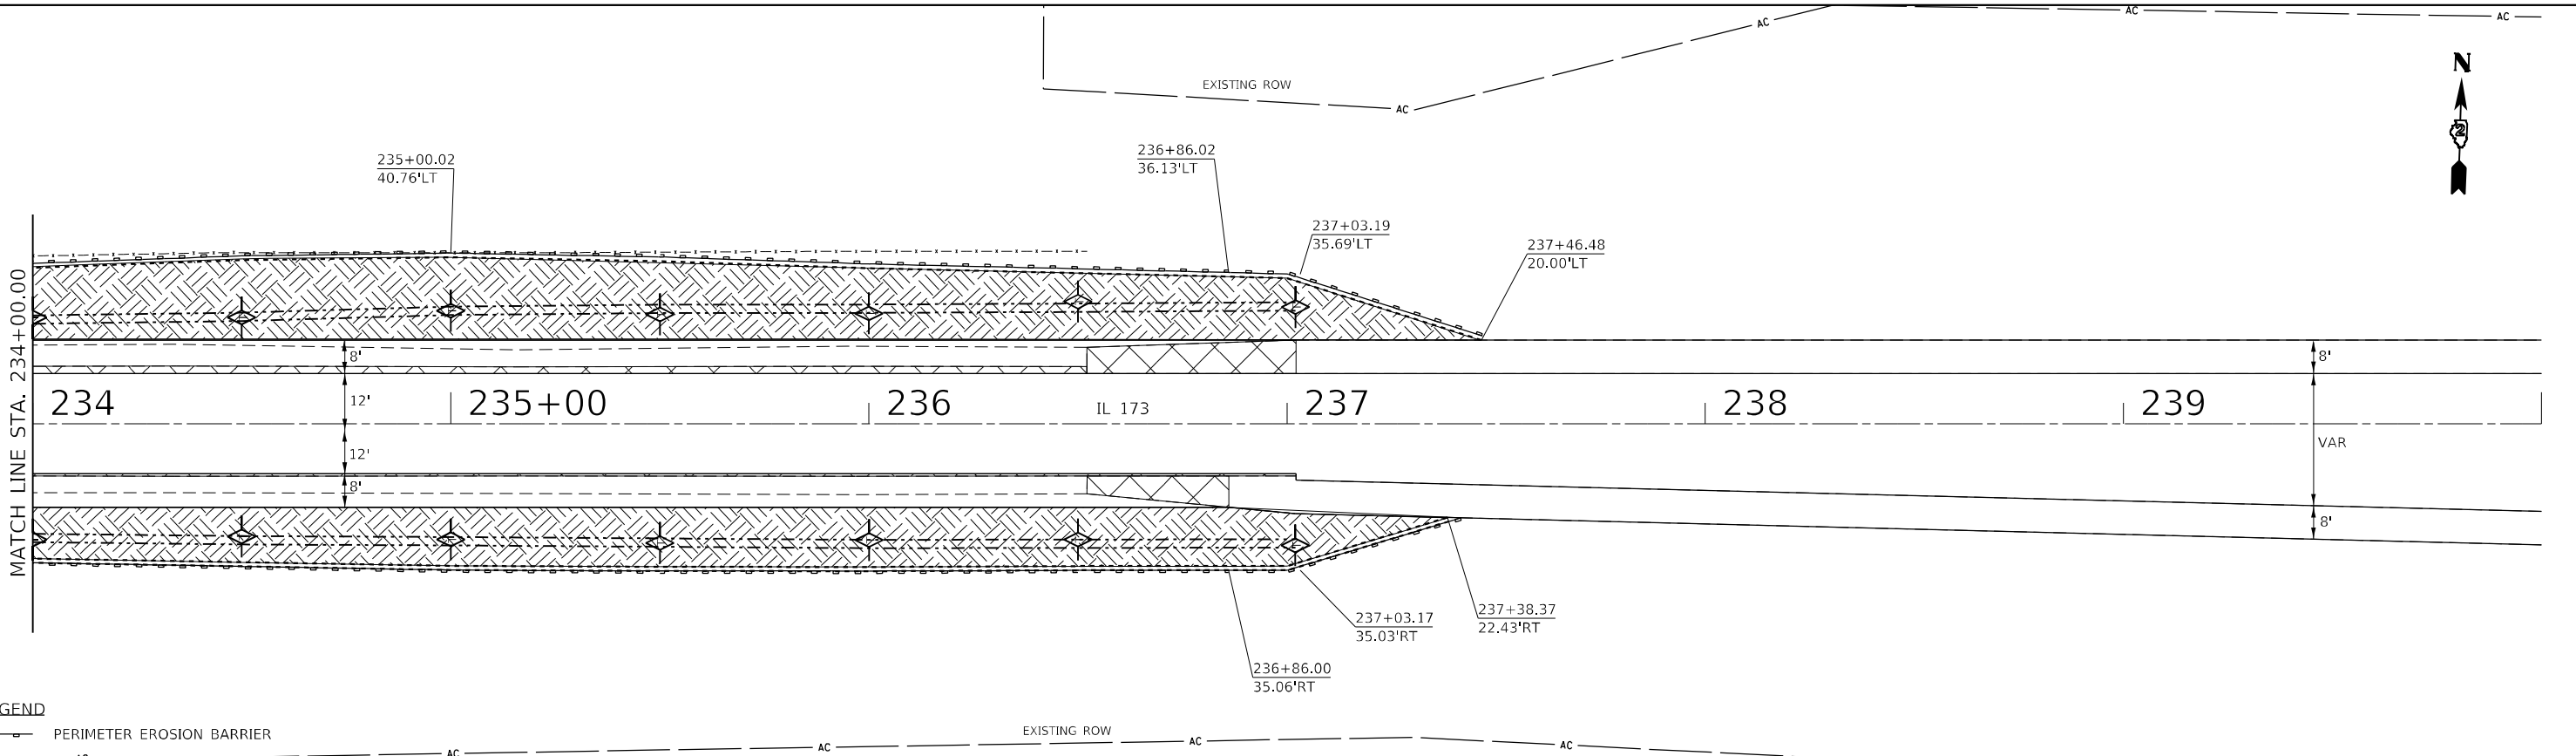 AC
AC
AC
N
EXISTING ROW
AC
2
235+00.02
40.76'LT
236+86.02
36.13'LT
237+03.19
35.69'LT
237+46.48
20.00'LT
MATCH LINE STA. 234+00.00
8'
8'
12'
234
235+00
236
IL 173
237
238
239
12'
VAR
8'
8'
237+03.17
35.03'RT
237+38.37
22.43'RT
236+86.00
35.06'RT
GEND
PERIMETER EROSION BARRIER
EXISTING ROW
AC
AC
AC
AC